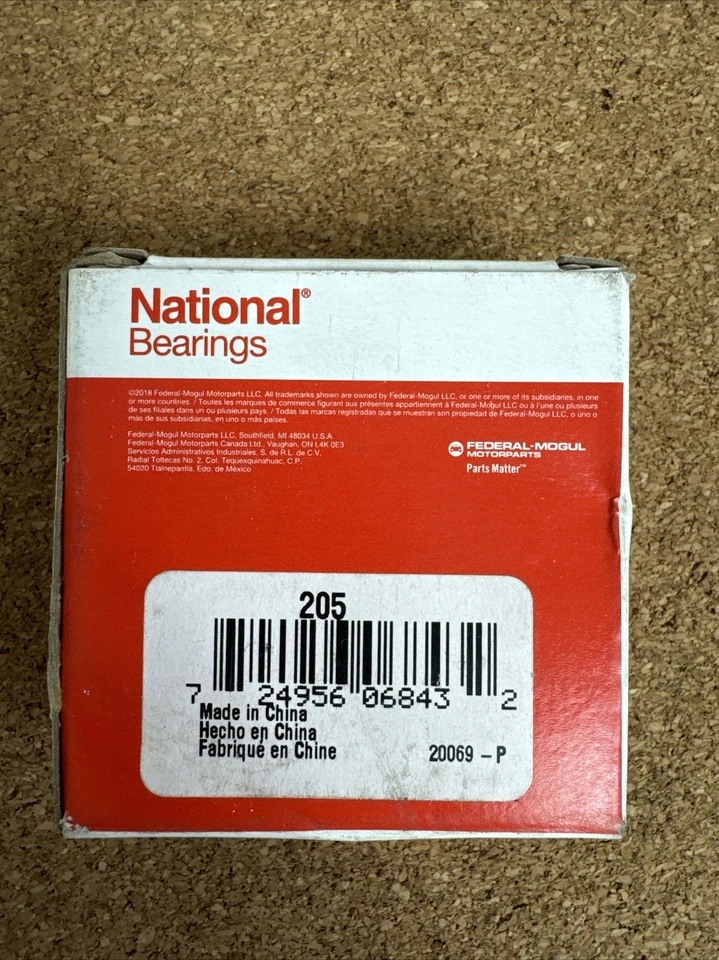 National®
Bearings
©2018 Federal-Mogul Motorparts LLC. All trademarks shown are owned by Federal-Mogul LLC, or one or more of its subsidiaries, in one
or more countries. / Toutes les marques de commerce figurant aux présentes appartiennent à Federal-Mogul LLC ou à l'une ou plusieurs
de ses filiales dans un ou plusieurs pays. / Todas las marcas registradas que se muestran son propiedad de Federal-Mogul LLC, o uno o
más de sus subsidiarias, en uno o más países.
Federal-Mogul Motorparts LLC, Southfield, MI 48034 U.S.A.
Federal-Mogul Motorparts Canada Ltd., Vaughan, ON L4K 0E3
Servicios Administrativos Industriales, S. de R.L. de C.V.
Radial Toltecas No. 2, Col. Tequexquinahuac, C.P.
54020 Tlalnepantla, Edo. de México
FEDERAL-MOGUL
MOTORPARTS
Parts Matter™
205
7 24956 06843 2
Made in China
Hecho en China
Fabriqué en Chine
20069 - P